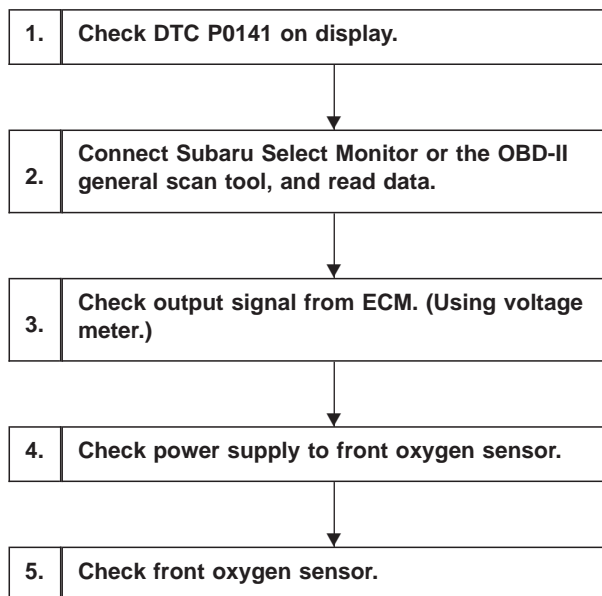 1. Check DTC P0141 on display.
2. Connect Subaru Select Monitor or the OBD-II
general scan tool, and read data.
3. Check output signal from ECM. (Using voltage
meter.)
4. Check power supply to front oxygen sensor.
5. Check front oxygen sensor.